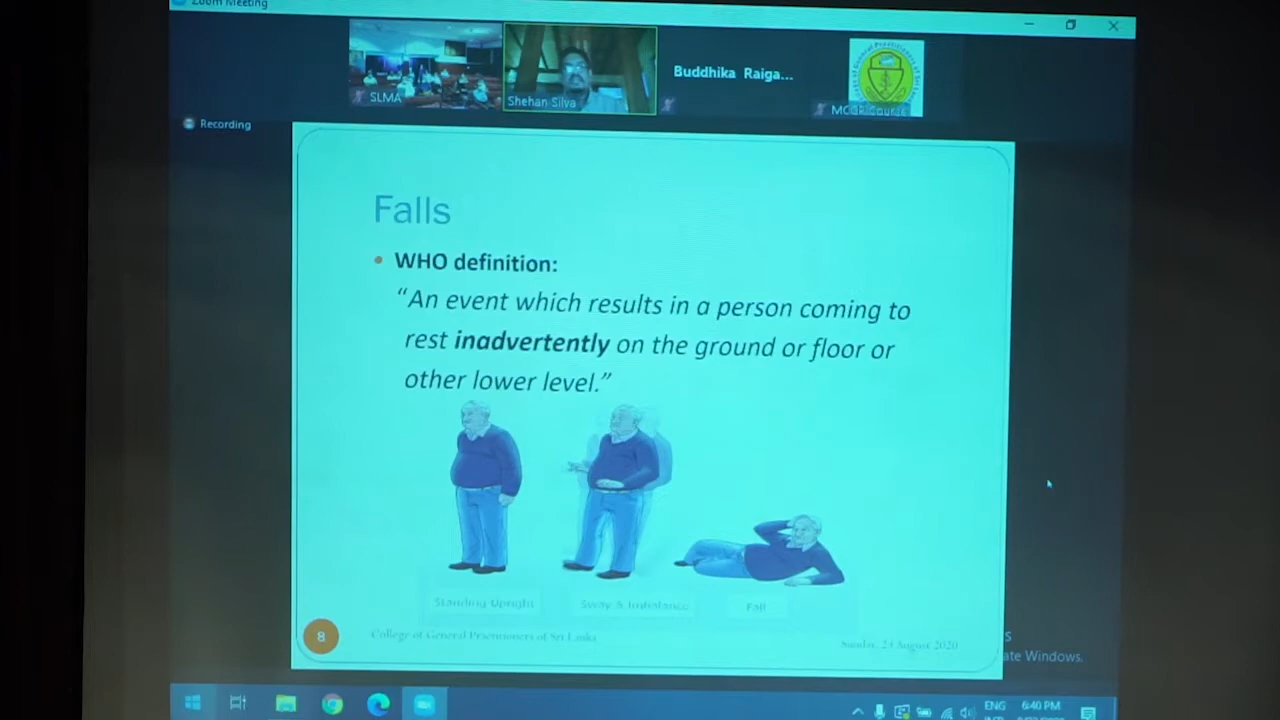 Zoom Meeting
SLMA
Shehan Silva
Buddhika Raiga...
Recording
Falls
WHO definition:
“An event which results in a person coming to
rest inadvertently on the ground or floor or
other lower level.”
Standing Upright
Sway & Imbalance
Fall
8
College of General Practitioners of Sri Lanka
Sunday, 23 August 2020
ate Windows.
ENG
6:40 PM